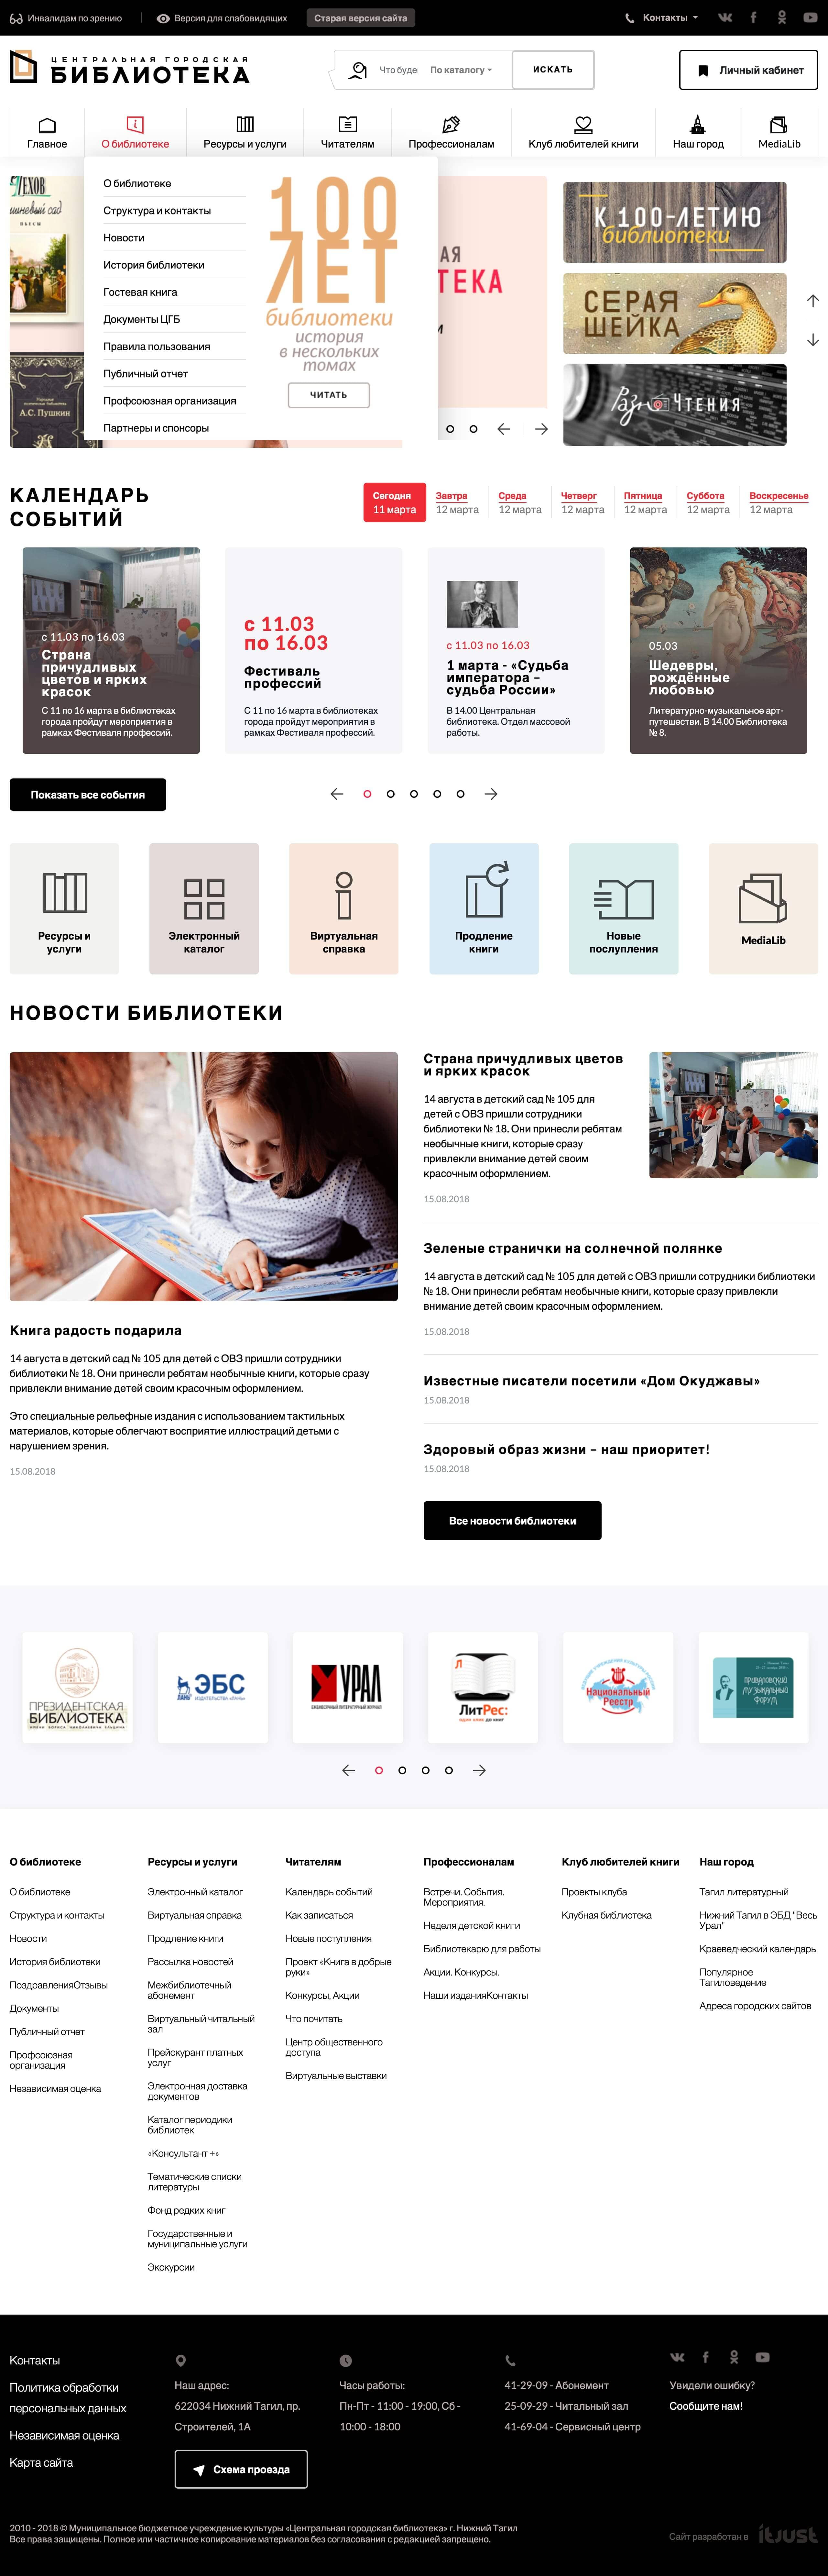 Инвалидам по зрению
Версия для слабовидящих
Старая версия сайта
Контакты
ЦЕНТРАЛЬНАЯ ГОРОДСКАЯ
БИБЛИОТЕКА
Что буде
По каталогу
ИСКАТЬ
Личный кабинет
Главное
О библиотеке
Ресурсы и услуги
Читателям
Профессионалам
Клуб любителей книги
Наш город
MediaLib
О библиотеке
Структура и контакты
Новости
История библиотеки
Гостевая книга
Документы ЦГБ
Правила пользования
Публичный отчет
Профсоюзная организация
Партнеры и спонсоры
100
ЛЕТ
библиотеки
история
в нескольких
томах
ЧИТАТЬ
А.С. Пушкин
К 100-ЛЕТИЮ
библиотеки
СЕРАЯ
ШЕЙКА
КАЛЕНДАРЬ
СОБЫТИЙ
Сегодня
11 марта
Завтра
12 марта
Среда
12 марта
Четверг
12 марта
Пятница
12 марта
Суббота
12 марта
Воскресенье
12 марта
с 11.03 по 16.03
Страна
причудливых
цветов и ярких
красок
С 11 по 16 марта в библиотеках
города пройдут мероприятия в
рамках Фестиваля профессий.
с 11.03
по 16.03
Фестиваль
профессий
С 11 по 16 марта в библиотеках
города пройдут мероприятия в
рамках Фестиваля профессий.
с 11.03 по 16.03
1 марта - «Судьба
императора –
судьба России»
В 14.00 Центральная
библиотека. Отдел массовой
работы.
05.03
Шедевры,
рождённые
любовью
Литературно-музыкальное арт-
путешестви. В 14.00 Библиотека
№ 8.
Показать все события
Ресурсы и
услуги
Электронный
каталог
Виртуальная
справка
Продление
книги
Новые
послупления
MediaLib
НОВОСТИ БИБЛИОТЕКИ
Книга радость подарила
14 августа в детский сад № 105 для детей с ОВЗ пришли сотрудники
библиотеки № 18. Они принесли ребятам необычные книги, которые сразу
привлекли внимание детей своим красочным оформлением.
Это специальные рельефные издания с использованием тактильных
материалов, которые облегчают восприятие иллюстраций детьми с
нарушением зрения.
15.08.2018
Страна причудливых цветов
и ярких красок
14 августа в детский сад № 105 для
детей с ОВЗ пришли сотрудники
библиотеки № 18. Они принесли ребятам
необычные книги, которые сразу
привлекли внимание детей своим
красочным оформлением.
15.08.2018
Зеленые странички на солнечной полянке
14 августа в детский сад № 105 для детей с ОВЗ пришли сотрудники библиотеки
№ 18. Они принесли ребятам необычные книги, которые сразу привлекли
внимание детей своим красочным оформлением.
15.08.2018
Известные писатели посетили «Дом Окуджавы»
15.08.2018
Здоровый образ жизни – наш приоритет!
15.08.2018
Все новости библиотеки
ПРЕЗИДЕНТСКАЯ
БИБЛИОТЕКА
ЭБС
УРАЛ
ЛитРес:
один клик до книг
Национальный
Реестр
О библиотеке
О библиотеке
Структура и контакты
Новости
История библиотеки
ПоздравленияОтзывы
Документы
Публичный отчет
Профсоюзная
организация
Независимая оценка
Ресурсы и услуги
Электронный каталог
Виртуальная справка
Продление книги
Рассылка новостей
Межбиблиотечный
абонемент
Виртуальный читальный
зал
Прейскурант платных
услуг
Электронная доставка
документов
Каталог периодики
библиотек
«Консультант +»
Тематические списки
литературы
Фонд редких книг
Государственные и
муниципальные услуги
Экскурсии
Читателям
Календарь событий
Как записаться
Новые поступления
Проект «Книга в добрые
руки»
Конкурсы, Акции
Что почитать
Центр общественного
доступа
Виртуальные выставки
Профессионалам
Встречи. События.
Мероприятия.
Неделя детской книги
Библиотекарю для работы
Акции. Конкурсы.
Наши изданияКонтакты
Клуб любителей книги
Проекты клуба
Клубная библиотека
Наш город
Тагил литературный
Нижний Тагил в ЭБД "Весь
Урал"
Краеведческий календарь
Популярное
Тагиловедение
Адреса городских сайтов
Контакты
Политика обработки
персональных данных
Независимая оценка
Карта сайта
Наш адрес:
622034 Нижний Тагил, пр.
Строителей, 1А
Схема проезда
Часы работы:
Пн-Пт - 11:00 - 19:00, Сб -
10:00 - 18:00
41-29-09 - Абонемент
25-09-29 - Читальный зал
41-69-04 - Сервисный центр
Увидели ошибку?
Сообщите нам!
2010 - 2018 © Муниципальное бюджетное учреждение культуры «Центральная городская библиотека» г. Нижний Тагил
Все права защищены. Полное или частичное копирование материалов без согласования с редакцией запрещено.
Сайт разработан в
itjust